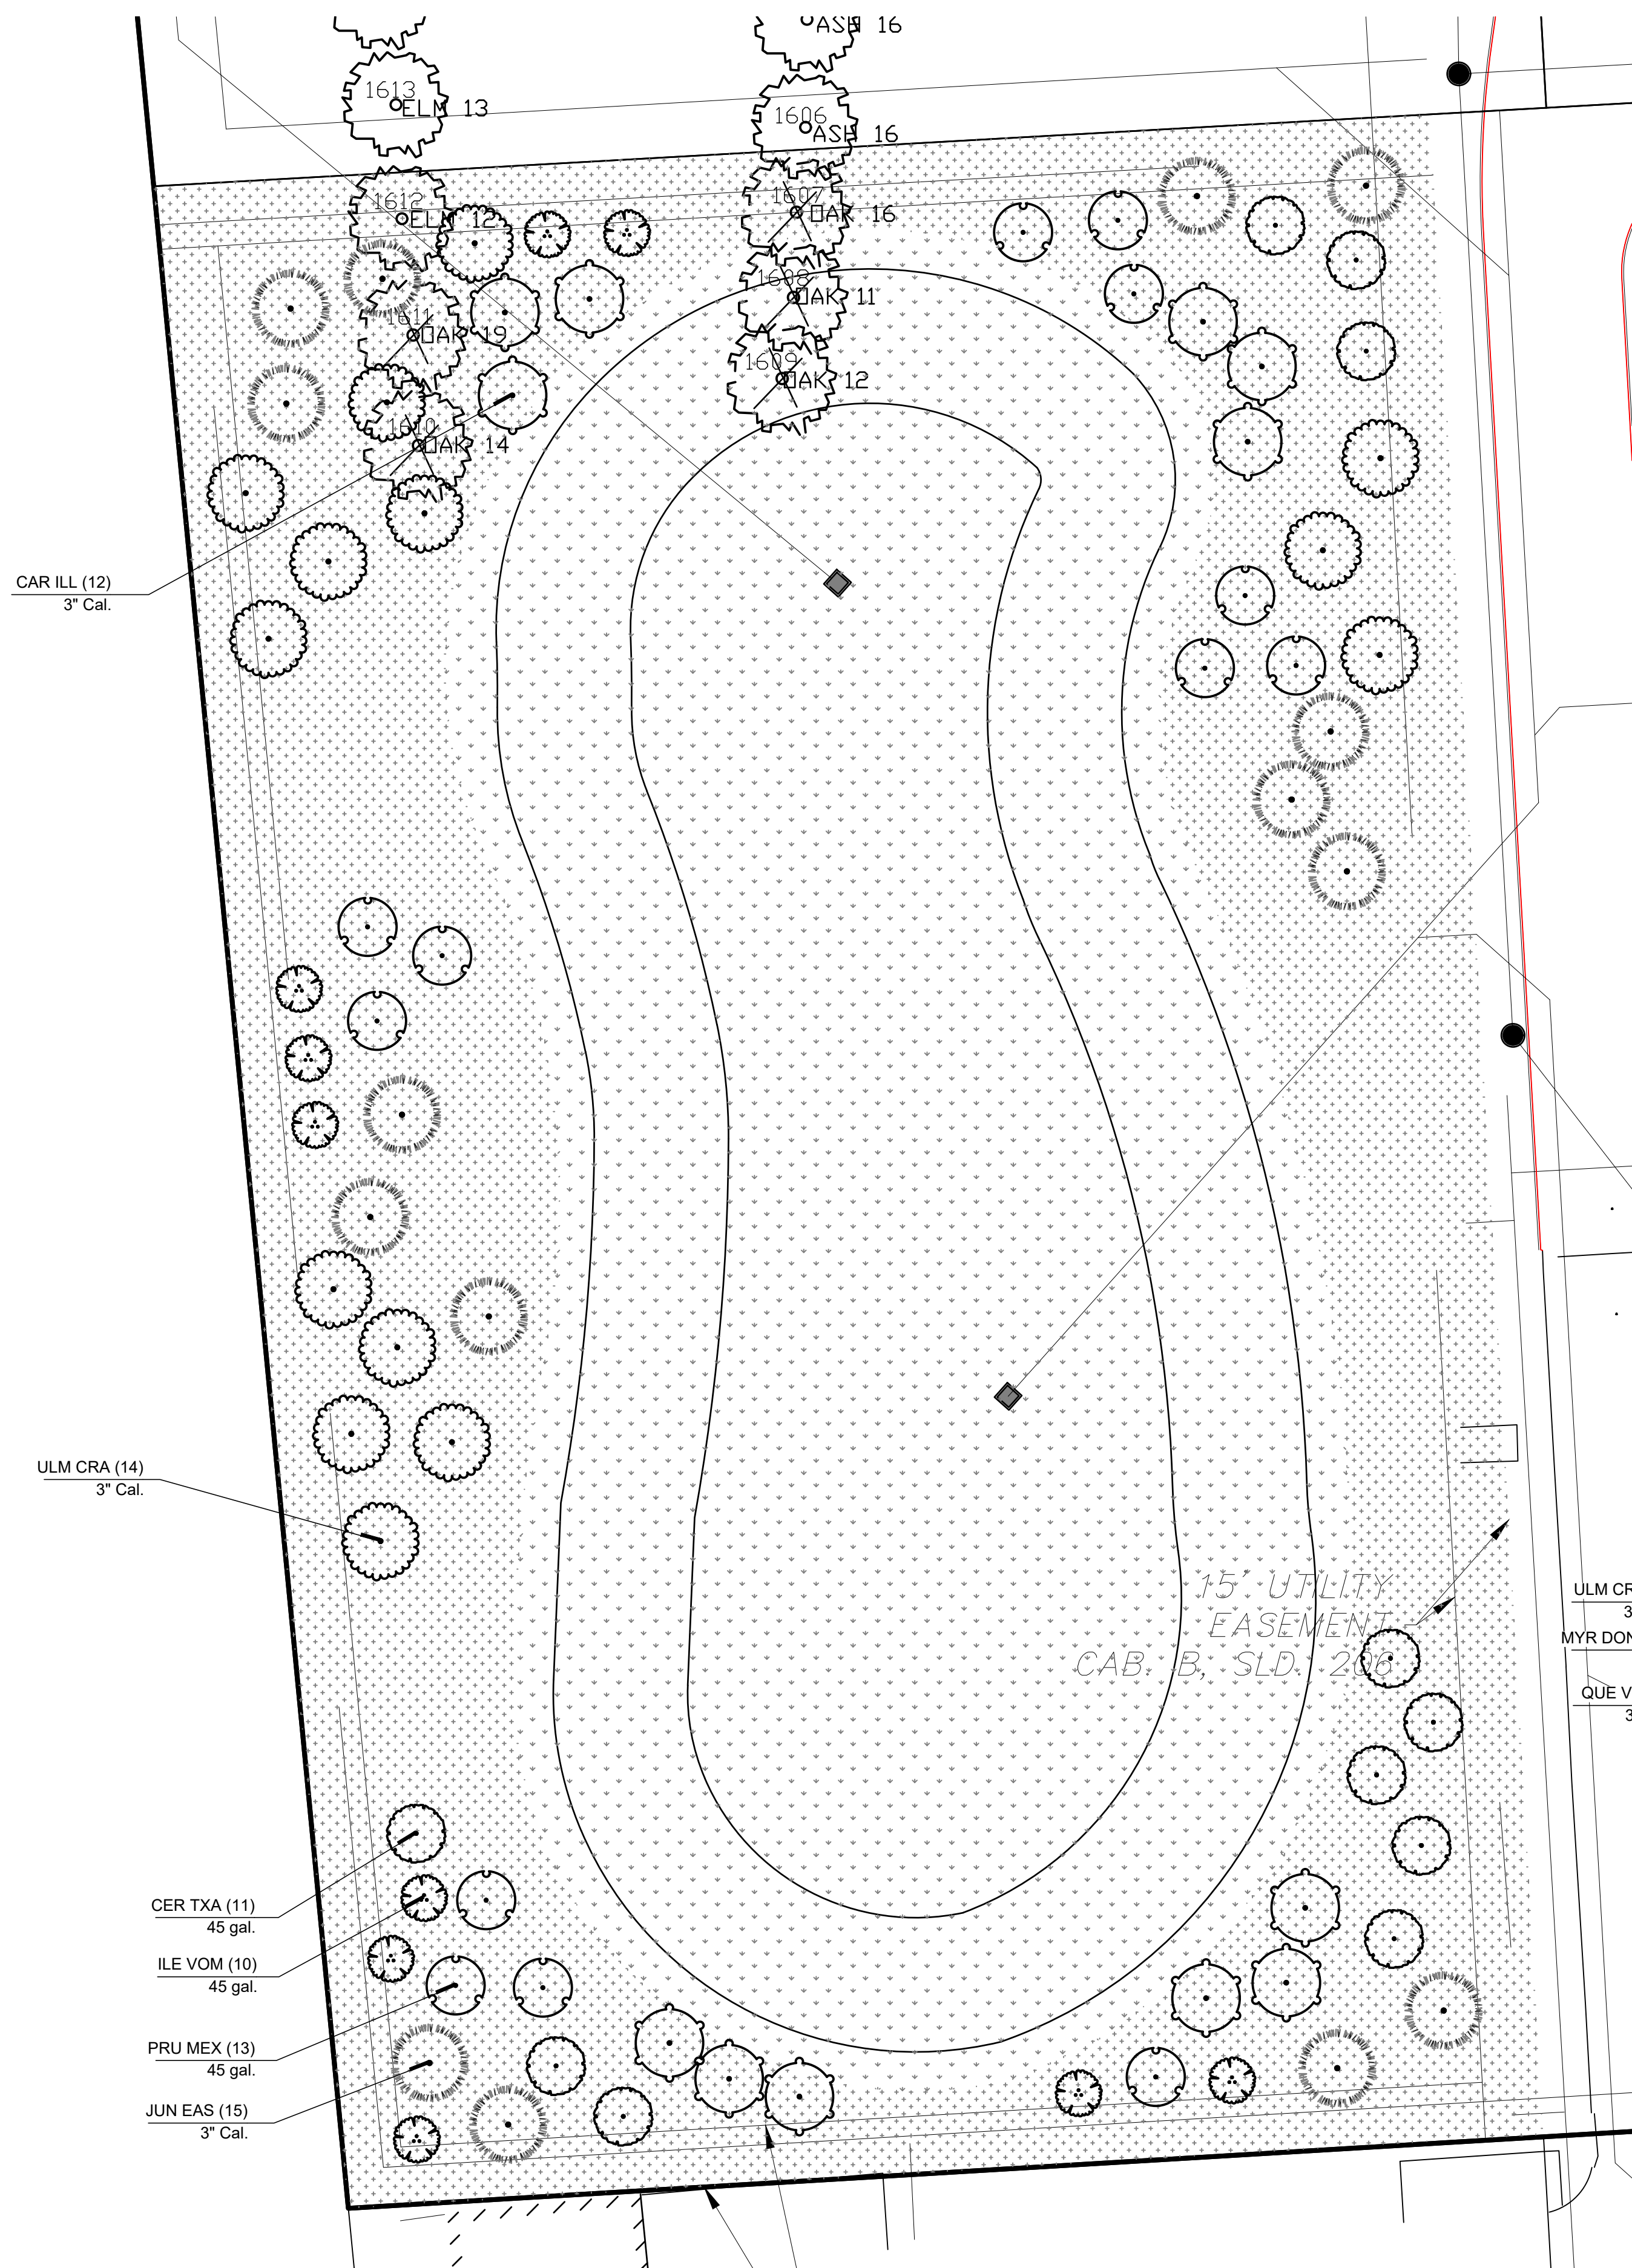 ASH 16
1613
ELM 13
1606
ASH 16
1612
ELM 12
1607
OAK 16
1608
OAK 11
1611
OAK 19
1609
OAK 12
1610
OAK 14
CAR ILL (12)
3" Cal.
ULM CRA (14)
3" Cal.
15' UTILITY
EASEMENT
CAB. B, SLD. 206
ULM CR
3
MYR DON
QUE V
3
CER TXA (11)
45 gal.
ILE VOM (10)
45 gal.
PRU MEX (13)
45 gal.
JUN EAS (15)
3" Cal.